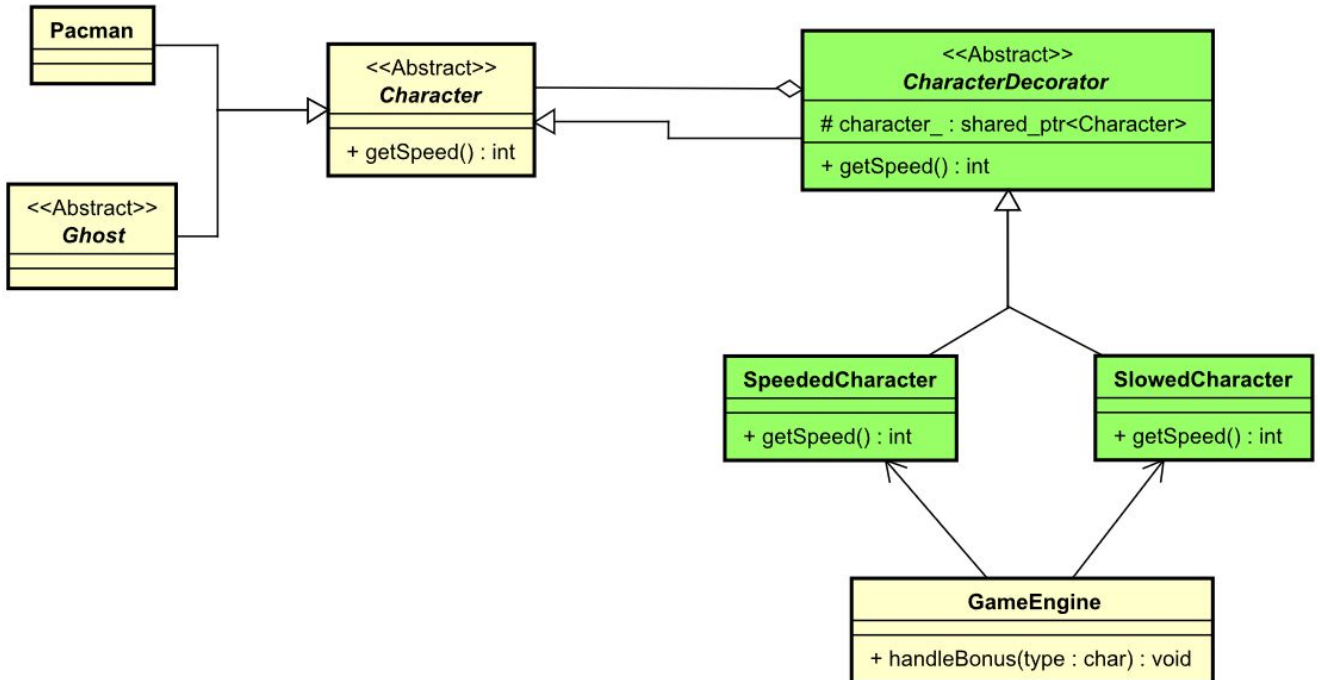 Pacman
<<Abstract>>
Ghost
<<Abstract>>
Character
+ getSpeed() : int
<<Abstract>>
CharacterDecorator
# character_ : shared_ptr<Character>
+ getSpeed() : int
SpeededCharacter
+ getSpeed() : int
SlowedCharacter
+ getSpeed() : int
GameEngine
+ handleBonus(type : char) : void